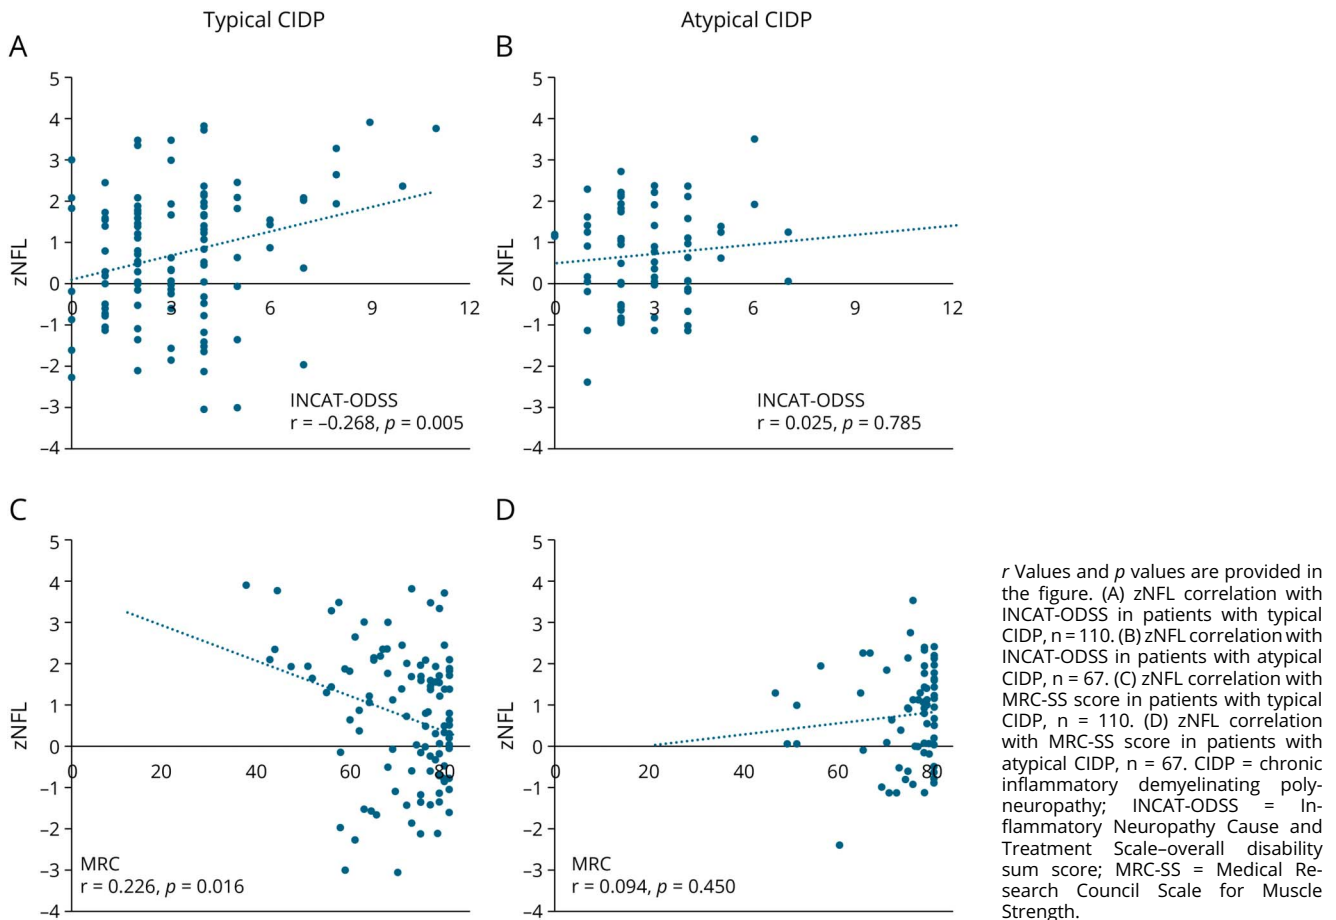 Typical CIDP
Atypical CIDP
A
5
4
3
2
1
0
–1
–2
–3
–4
zNFL
0
3
6
9
12
INCAT-ODSS
r = –0.268, p = 0.005
B
5
4
3
2
1
0
–1
–2
–3
–4
zNFL
0
3
6
9
12
INCAT-ODSS
r = 0.025, p = 0.785
C
5
4
3
2
1
0
–1
–2
–3
–4
zNFL
0
20
40
60
80
MRC
r = 0.226, p = 0.016
D
5
4
3
2
1
0
–1
–2
–3
–4
zNFL
0
20
40
60
80
MRC
r = 0.094, p = 0.450
r Values and p values are provided in
the figure. (A) zNFL correlation with
INCAT-ODSS in patients with typical
CIDP, n = 110. (B) zNFL correlation with
INCAT-ODSS in patients with atypical
CIDP, n = 67. (C) zNFL correlation with
MRC-SS score in patients with typical
CIDP, n = 110. (D) zNFL correlation
with MRC-SS score in patients with
atypical CIDP, n = 67. CIDP = chronic
inflammatory demyelinating poly-
neuropathy; INCAT-ODSS = In-
flammatory Neuropathy Cause and
Treatment Scale–overall disability
sum score; MRC-SS = Medical Re-
search Council Scale for Muscle
Strength.